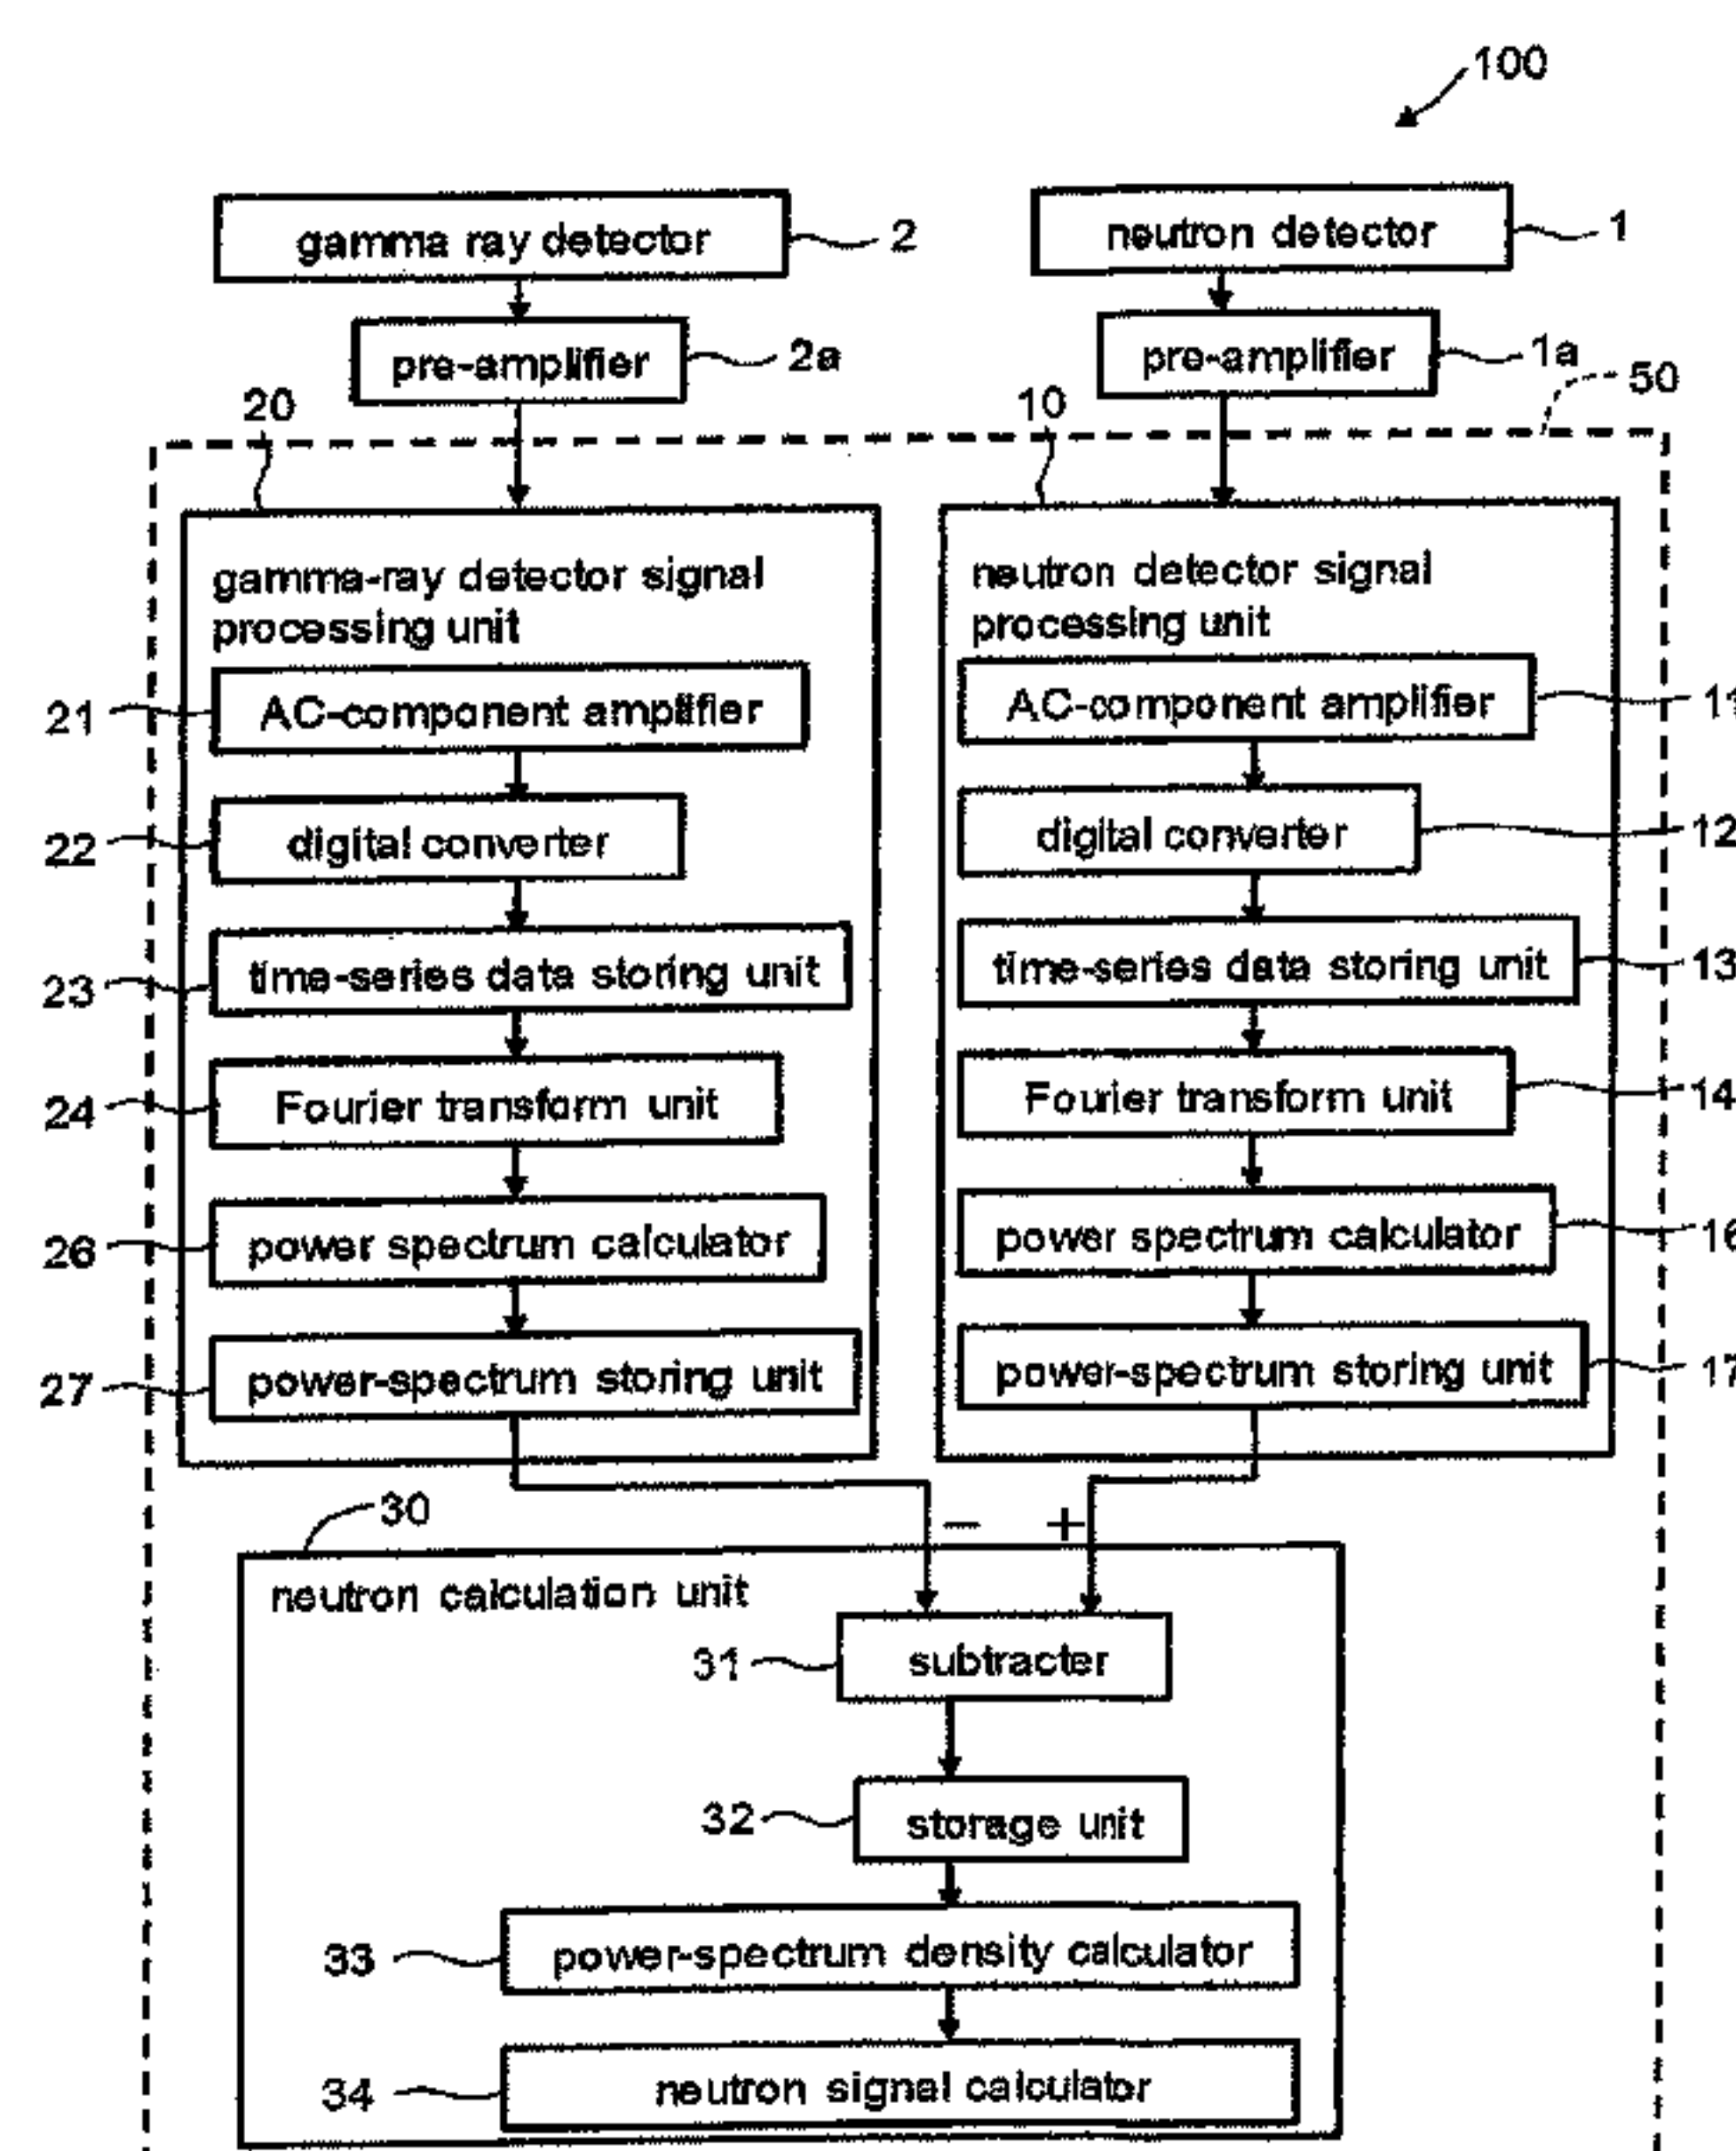 100
gamma ray detector
2
neutron detector
1
pre-amplifier
2a
pre-amplifier
1a
50
20
10
gamma-ray detector signal
processing unit
neutron detector signal
processing unit
21
AC-component amplifier
AC-component amplifier
11
22
digital converter
digital converter
12
23
time-series data storing unit
time-series data storing unit
13
24
Fourier transform unit
Fourier transform unit
14
26
power spectrum calculator
power spectrum calculator
16
27
power-spectrum storing unit
power-spectrum storing unit
17
30
− +
neutron calculation unit
31
subtracter
32
storage unit
33
power-spectrum density calculator
34
neutron signal calculator